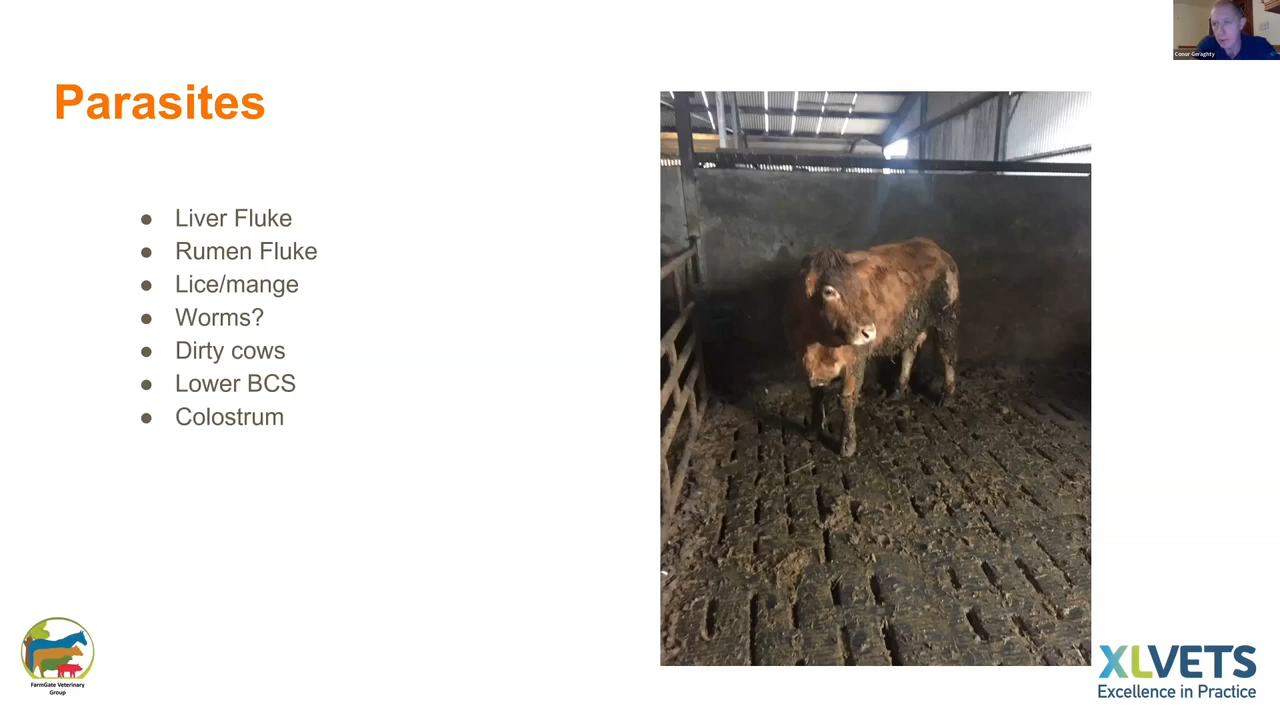 Conor Geraghty
Parasites
● Liver Fluke
● Rumen Fluke
● Lice/mange
● Worms?
● Dirty cows
● Lower BCS
● Colostrum
FarmGate Veterinary
Group
XLVETS
Excellence in Practice